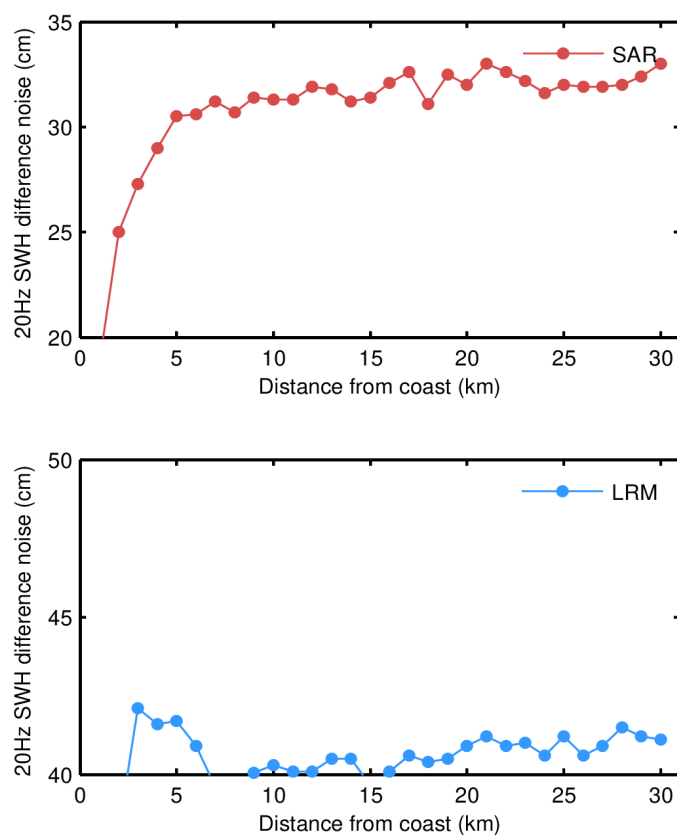 35
30
25
20
20Hz SWH difference noise (cm)
SAR
0 5 10 15 20 25 30
Distance from coast (km)
50
45
40
20Hz SWH difference noise (cm)
LRM
0 5 10 15 20 25 30
Distance from coast (km)